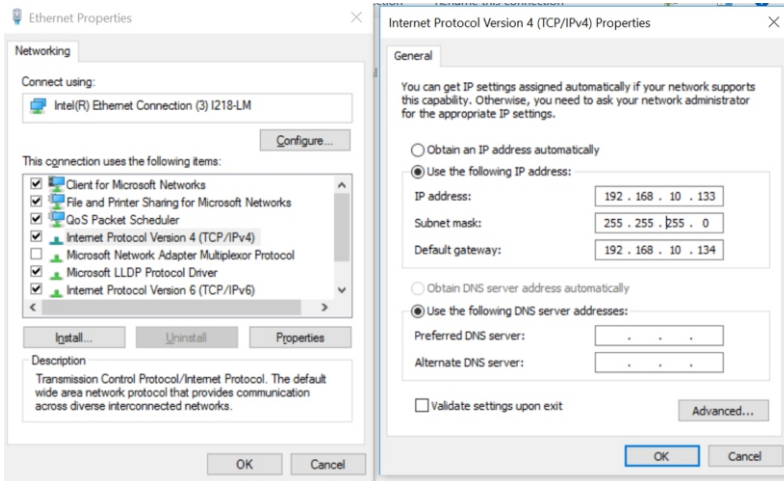 Ethernet Properties
Networking
Connect using:
Intel(R) Ethernet Connection (3) I218-LM
Configure...
This connection uses the following items:
Client for Microsoft Networks
File and Printer Sharing for Microsoft Networks
QoS Packet Scheduler
Internet Protocol Version 4 (TCP/IPv4)
Microsoft Network Adapter Multiplexor Protocol
Microsoft LLDP Protocol Driver
Internet Protocol Version 6 (TCP/IPv6)
Install...
Uninstall
Properties
Description
Transmission Control Protocol/Internet Protocol. The default
wide area network protocol that provides communication
across diverse interconnected networks.
OK
Cancel
Internet Protocol Version 4 (TCP/IPv4) Properties
General
You can get IP settings assigned automatically if your network supports
this capability. Otherwise, you need to ask your network administrator
for the appropriate IP settings.
Obtain an IP address automatically
Use the following IP address:
IP address: 192 . 168 . 10 . 133
Subnet mask: 255 . 255 . 255 . 0
Default gateway: 192 . 168 . 10 . 134
Obtain DNS server address automatically
Use the following DNS server addresses:
Preferred DNS server: . . .
Alternate DNS server: . . .
Validate settings upon exit
Advanced...
OK
Cancel